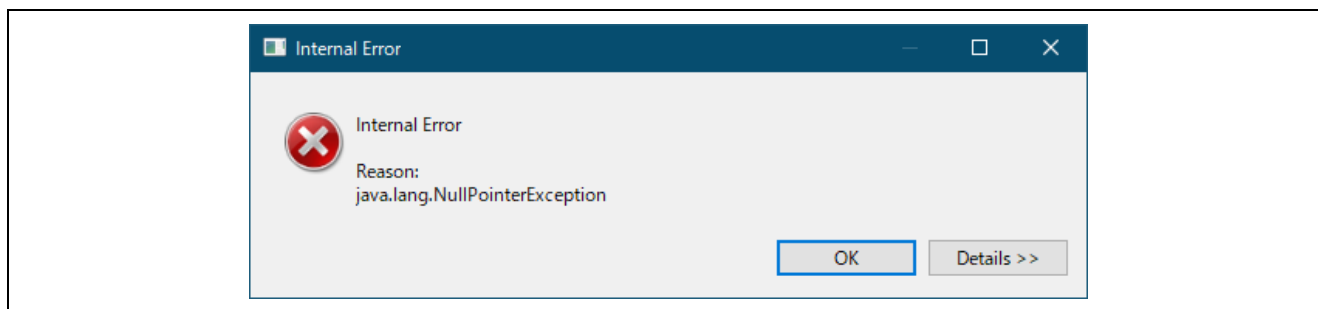 Internal Error
Internal Error
Reason:
java.lang.NullPointerException
OK
Details >>